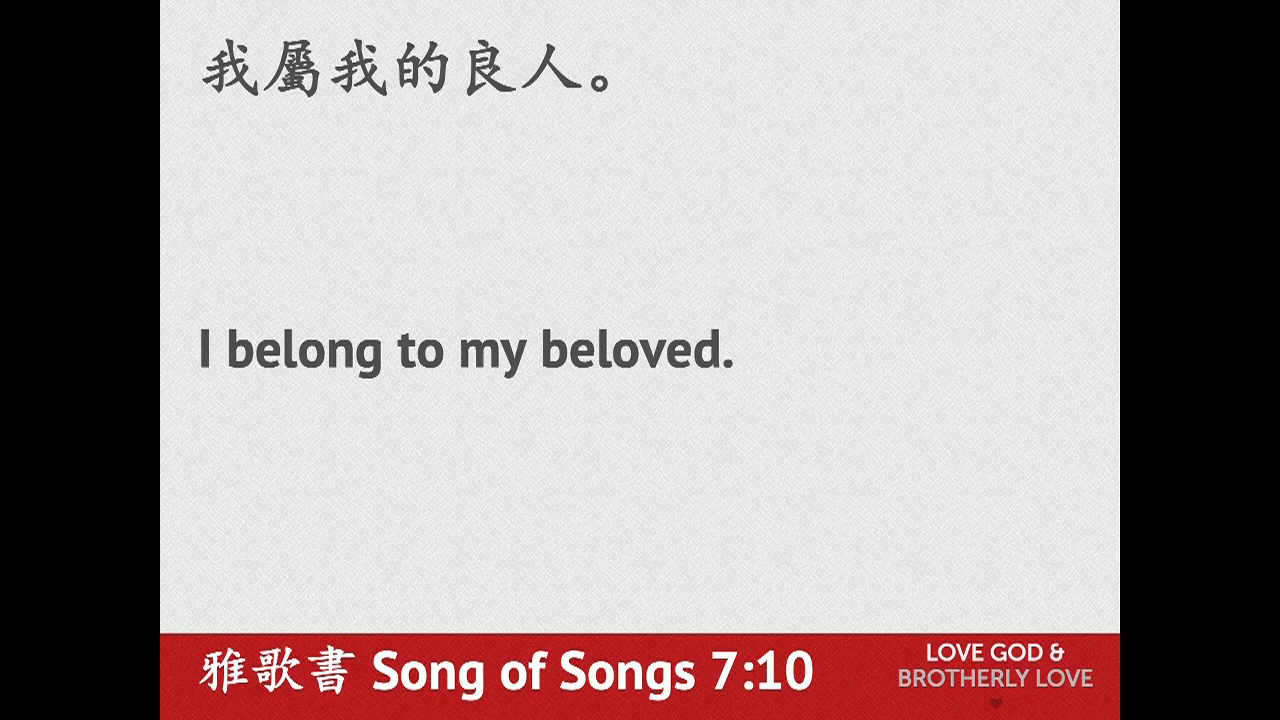 我屬我的良人。
I belong to my beloved.
雅歌書 Song of Songs 7:10
LOVE GOD &
BROTHERLY LOVE